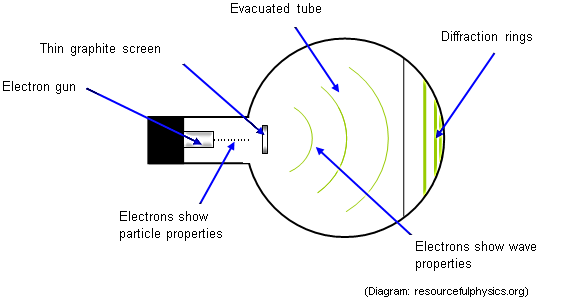 Evacuated tube
Diffraction rings
Thin graphite screen
Electron gun
Electrons show
particle properties
Electrons show wave
properties
(Diagram: resourcefulphysics.org)